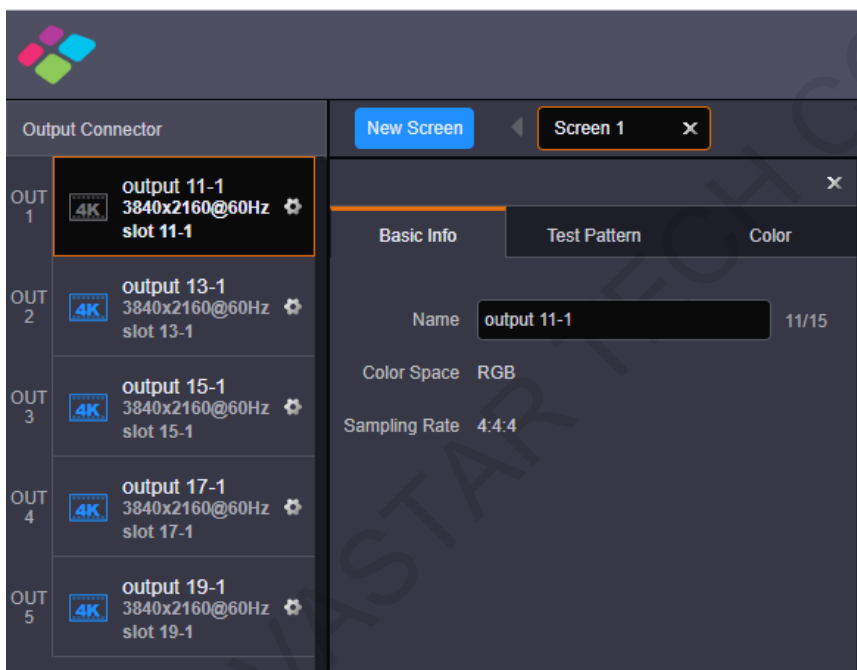 Output Connector
OUT 1
4K
output 11-1
3840x2160@60Hz
slot 11-1
OUT 2
4K
output 13-1
3840x2160@60Hz
slot 13-1
OUT 3
4K
output 15-1
3840x2160@60Hz
slot 15-1
OUT 4
4K
output 17-1
3840x2160@60Hz
slot 17-1
OUT 5
4K
output 19-1
3840x2160@60Hz
slot 19-1
New Screen
Screen 1 ×
×
Basic Info Test Pattern Color
Name output 11-1 11/15
Color Space RGB
Sampling Rate 4:4:4